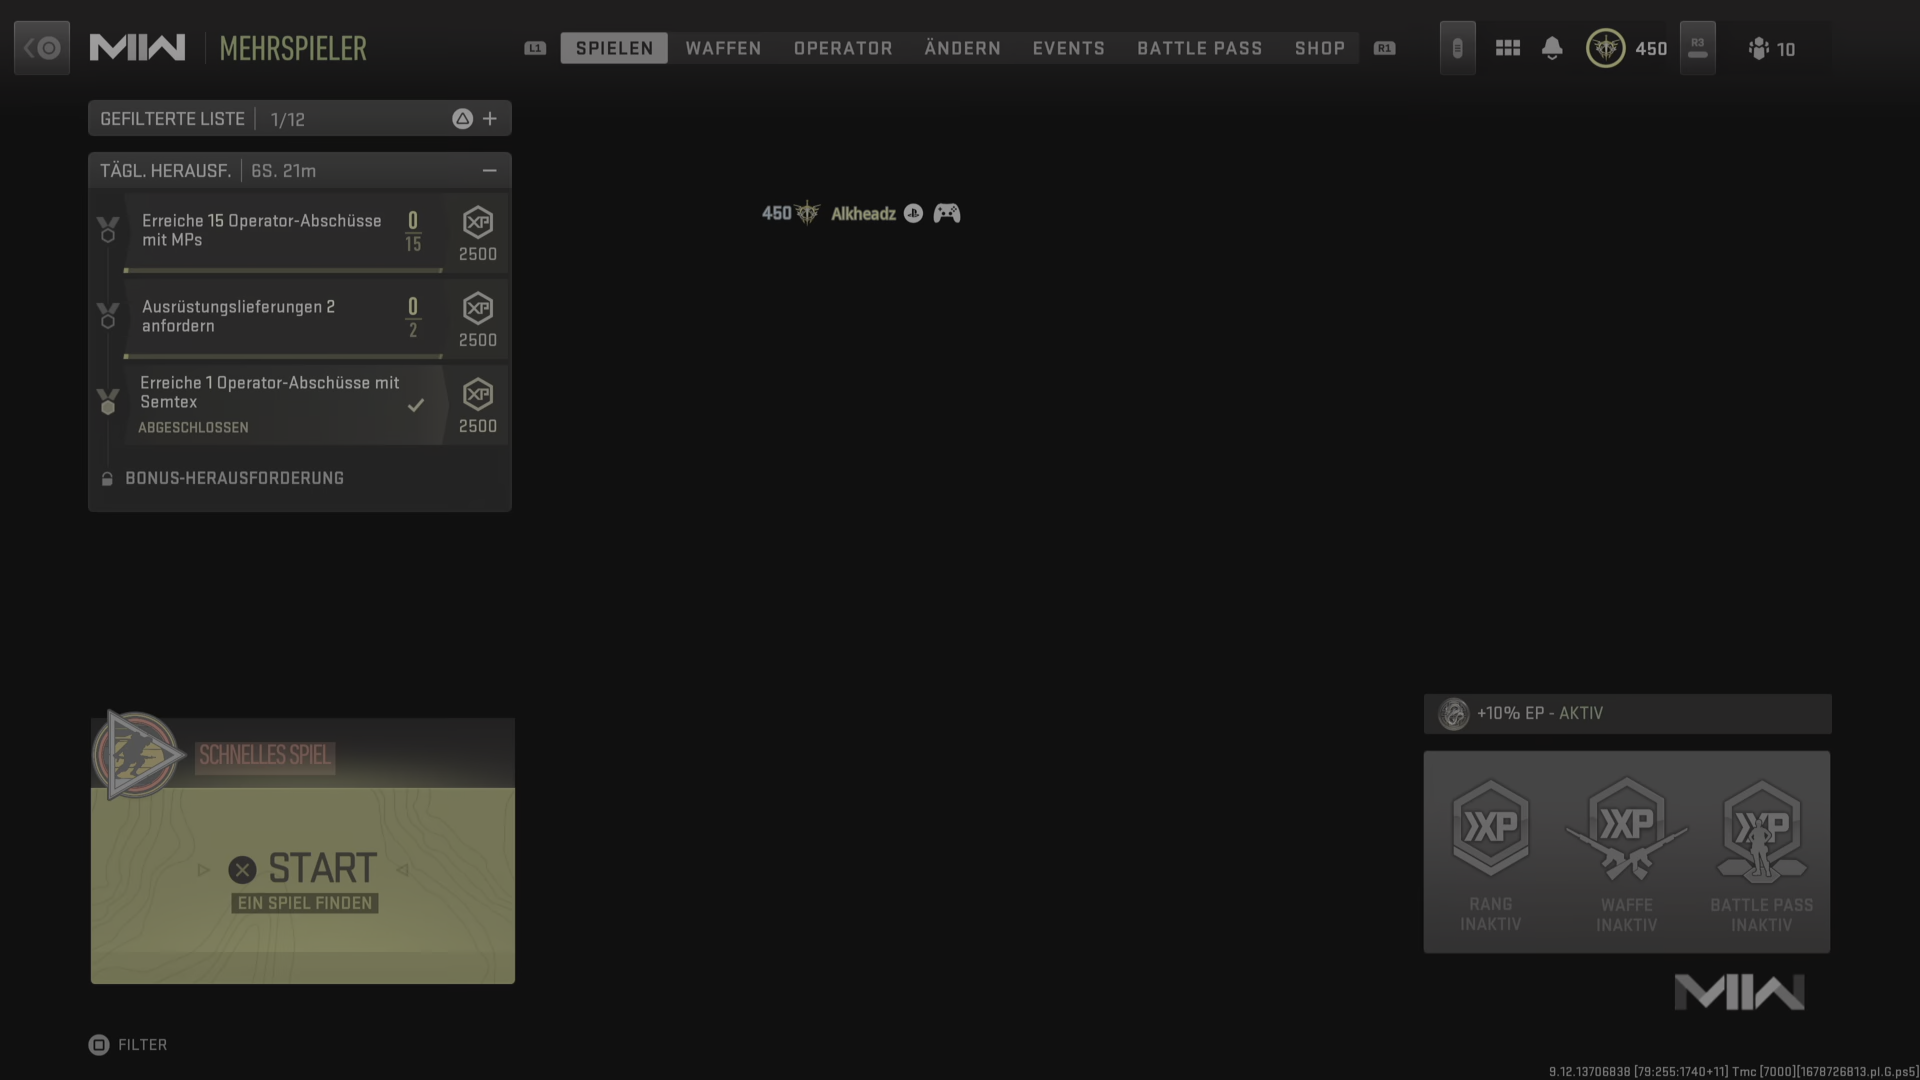 MW MEHRSPIELER
L1 SPIELEN WAFFEN OPERATOR ÄNDERN EVENTS BATTLE PASS SHOP R1
450 R3 10
GEFILTERTE LISTE 1/12
TÄGL. HERAUSF. 6S. 21m
Erreiche 15 Operator-Abschüsse
mit MPs
0
15
XP
2500
Ausrüstungslieferungen 2
anfordern
0
2
XP
2500
Erreiche 1 Operator-Abschüsse mit
Semtex
ABGESCHLOSSEN
XP
2500
BONUS-HERAUSFORDERUNG
450 Alkheadz
SCHNELLES SPIEL
START
EIN SPIEL FINDEN
+10% EP - AKTIV
XP
RANG
INAKTIV
XP
WAFFE
INAKTIV
XP
BATTLE PASS
INAKTIV
MW
FILTER
9.12.13706838 [79:255:1740+11] Tmc [7000][1678726813.pl.G.ps5]